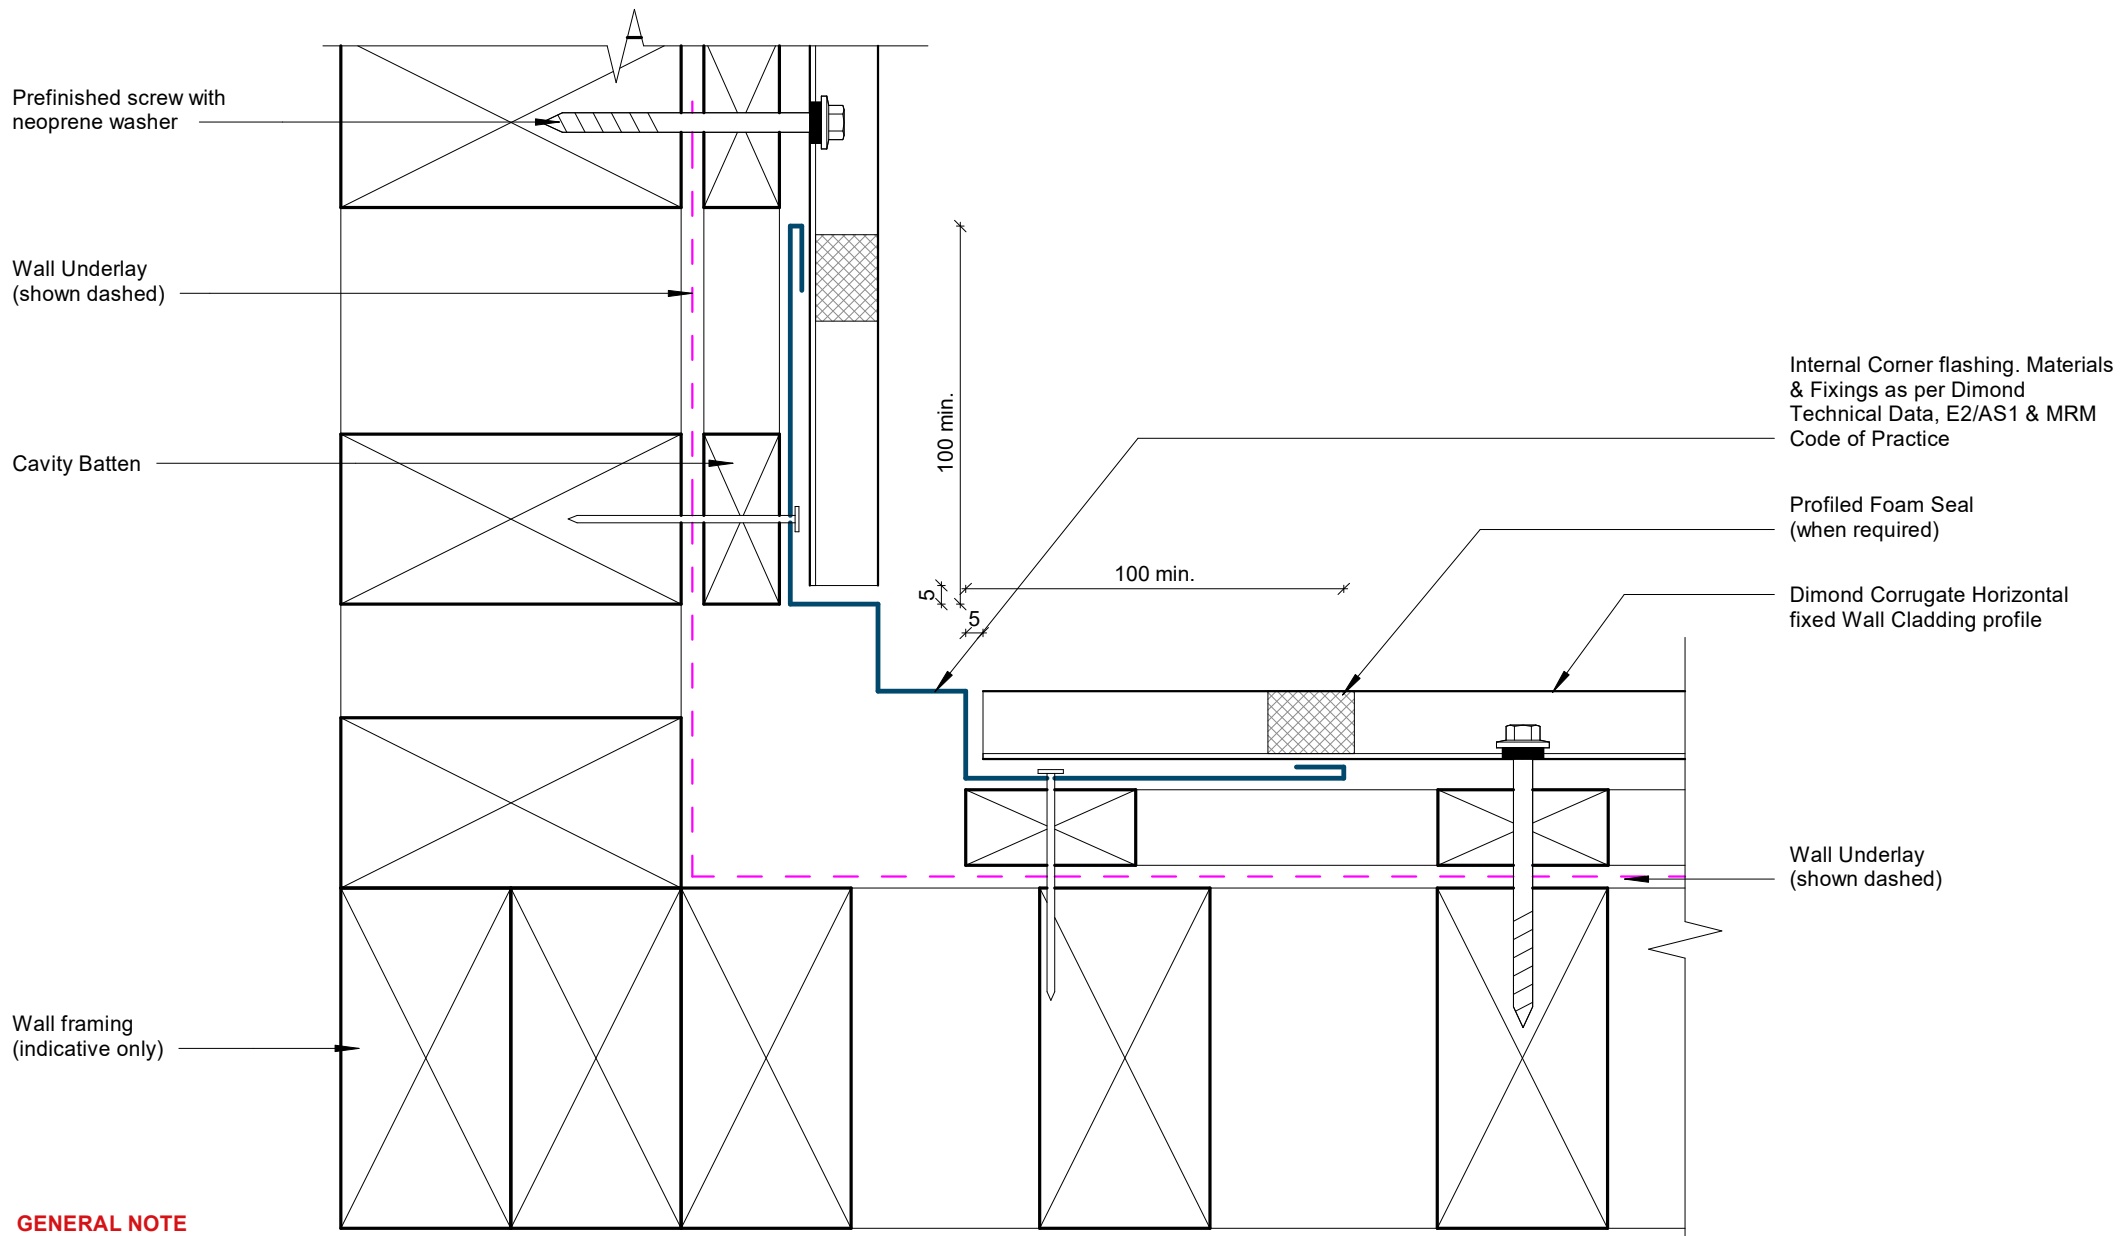 Prefinished screw with
neoprene washer
Wall Underlay
(shown dashed)
Cavity Batten
Wall framing
(indicative only)
GENERAL NOTE
100 min.
5
100 min.
5
Internal Corner flashing. Materials
& Fixings as per Dimond
Technical Data, E2/AS1 & MRM
Code of Practice
Profiled Foam Seal
(when required)
Dimond Corrugate Horizontal
fixed Wall Cladding profile
Wall Underlay
(shown dashed)